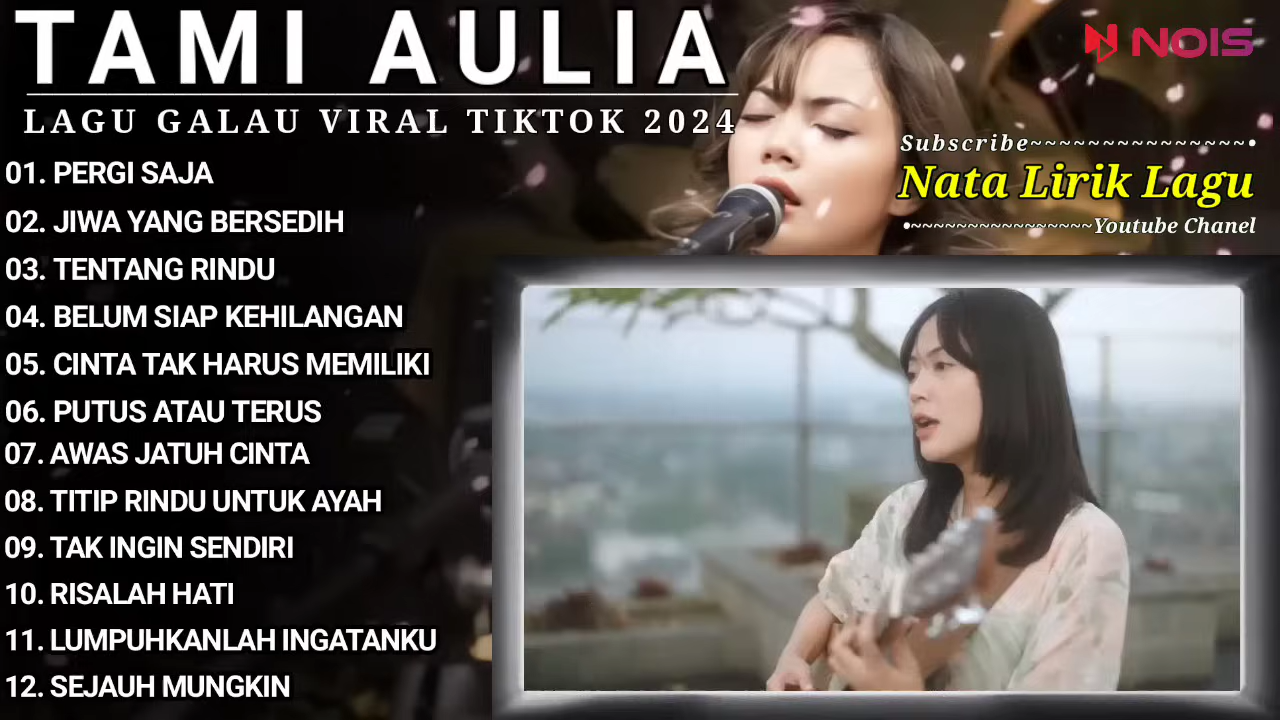 TAMI AULIA
LAGU GALAU VIRAL TIKTOK 2024
NOIS
Subscribe~~~~~~~~~~~~~~~•
Nata Lirik Lagu
•~~~~~~~~~~~~~~~~Youtube Chanel
01. PERGI SAJA
02. JIWA YANG BERSEDIH
03. TENTANG RINDU
04. BELUM SIAP KEHILANGAN
05. CINTA TAK HARUS MEMILIKI
06. PUTUS ATAU TERUS
07. AWAS JATUH CINTA
08. TITIP RINDU UNTUK AYAH
09. TAK INGIN SENDIRI
10. RISALAH HATI
11. LUMPUHKANLAH INGATANKU
12. SEJAUH MUNGKIN